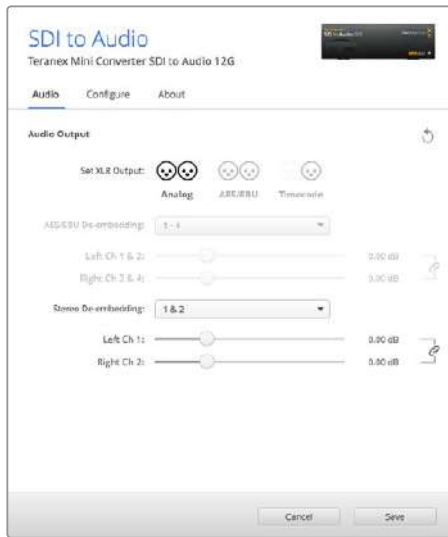 SDI to Audio
Teranex Mini Converter SDI to Audio 12G
Audio Configure About
Audio Output
Set XLR Output:
Analog AES/EBU Timecode
AES/EBU De-embedding: 1 - 4
Left Ch 1 & 2: 0.00 dB
Right Ch 3 & 4: 0.00 dB
Stereo De-embedding: 1 & 2
Left Ch 1: 0.00 dB
Right Ch 2: 0.00 dB
Cancel Save